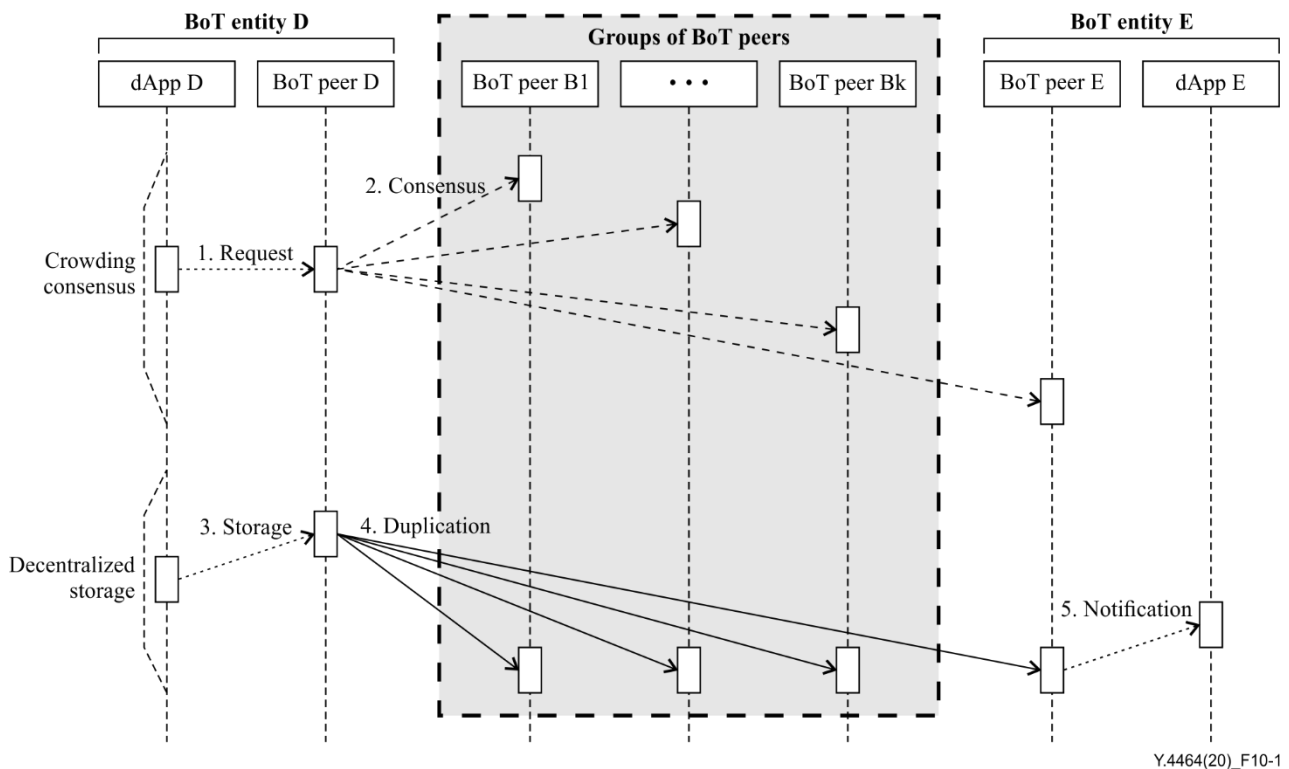 BoT entity D
Groups of BoT peers
BoT entity E
dApp D
BoT peer D
BoT peer B1
• • •
BoT peer Bk
BoT peer E
dApp E
2. Consensus
1. Request
Crowding
consensus
3. Storage
4. Duplication
Decentralized
storage
5. Notification
Y.4464(20)_F10-1